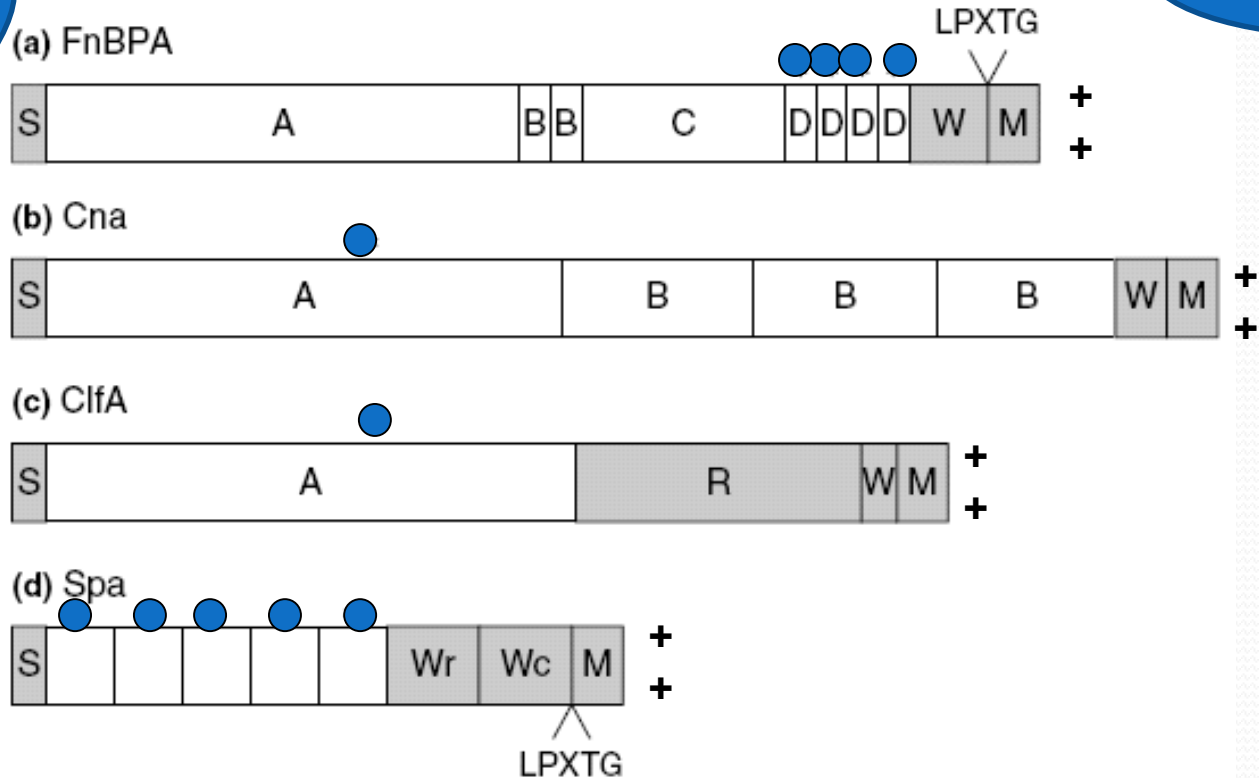 LPXTG
(a) FnBPA
S A B B C D D D D W M
+
+
(b) Cna
S A B B B W M
+
+
(c) ClfA
S A R W M
+
+
(d) Spa
S Wr Wc M
+
+
LPXTG